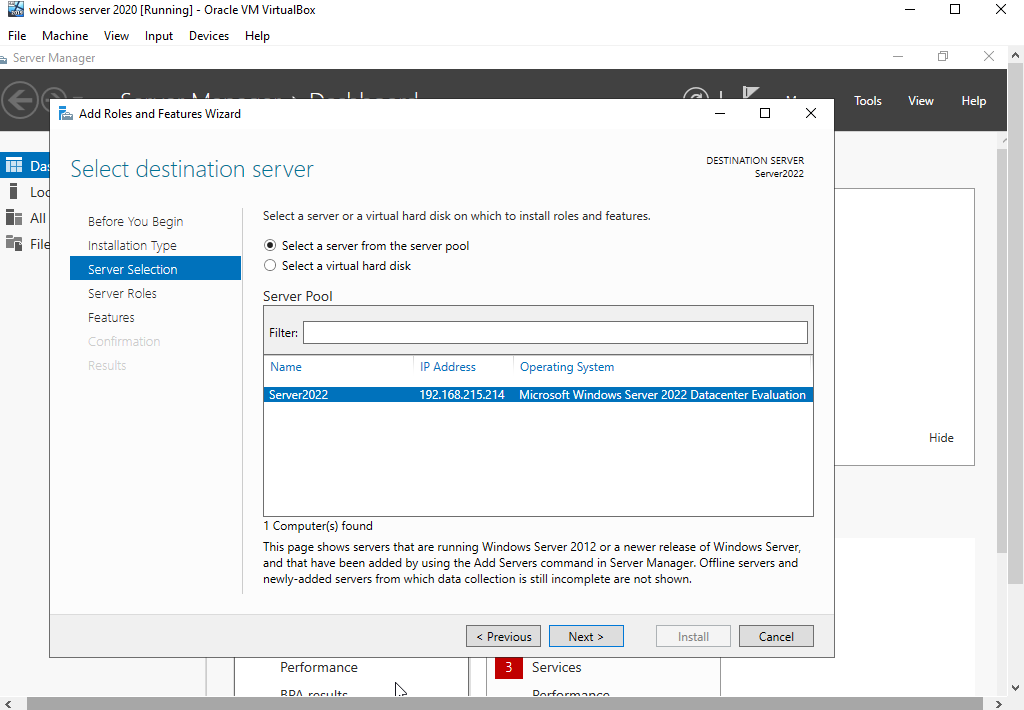 windows server 2020 [Running] - Oracle VM VirtualBox
File Machine View Input Devices Help
Server Manager
Server Manager Dashboard
Tools View Help
Add Roles and Features Wizard
Select destination server
DESTINATION SERVER
Server2022
Das
Loc
All
File
Before You Begin
Installation Type
Server Selection
Server Roles
Features
Confirmation
Results
Select a server or a virtual hard disk on which to install roles and features.
Select a server from the server pool
Select a virtual hard disk
Server Pool
Filter:
Name IP Address Operating System
Server2022 192.168.215.214 Microsoft Windows Server 2022 Datacenter Evaluation
1 Computer(s) found
This page shows servers that are running Windows Server 2012 or a newer release of Windows Server,
and that have been added by using the Add Servers command in Server Manager. Offline servers and
newly-added servers from which data collection is still incomplete are not shown.
Hide
< Previous Next > Install Cancel
Performance
BPA results
3 Services
Performance